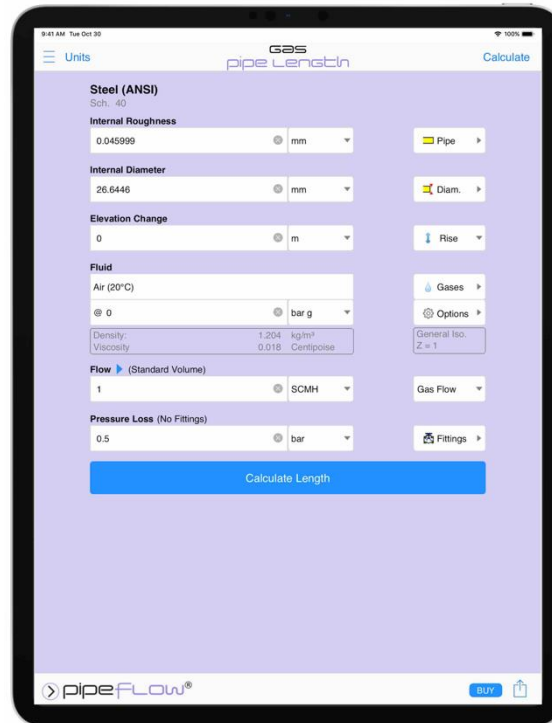 9:41 AM Tue Oct 30
100%
Units
Gas
pipe Length
Calculate
Steel (ANSI)
Sch. 40
Internal Roughness
0.045999 mm Pipe
Internal Diameter
26.6446 mm Diam.
Elevation Change
0 m Rise
Fluid
Air (20°C) Gases
@ 0 bar g Options
Density: 1.204 kg/m³ General Iso.
Viscosity 0.018 Centipoise Z = 1
Flow (Standard Volume)
1 SCMH Gas Flow
Pressure Loss (No Fittings)
0.5 bar Fittings
Calculate Length
pipeFLOW®
BUY